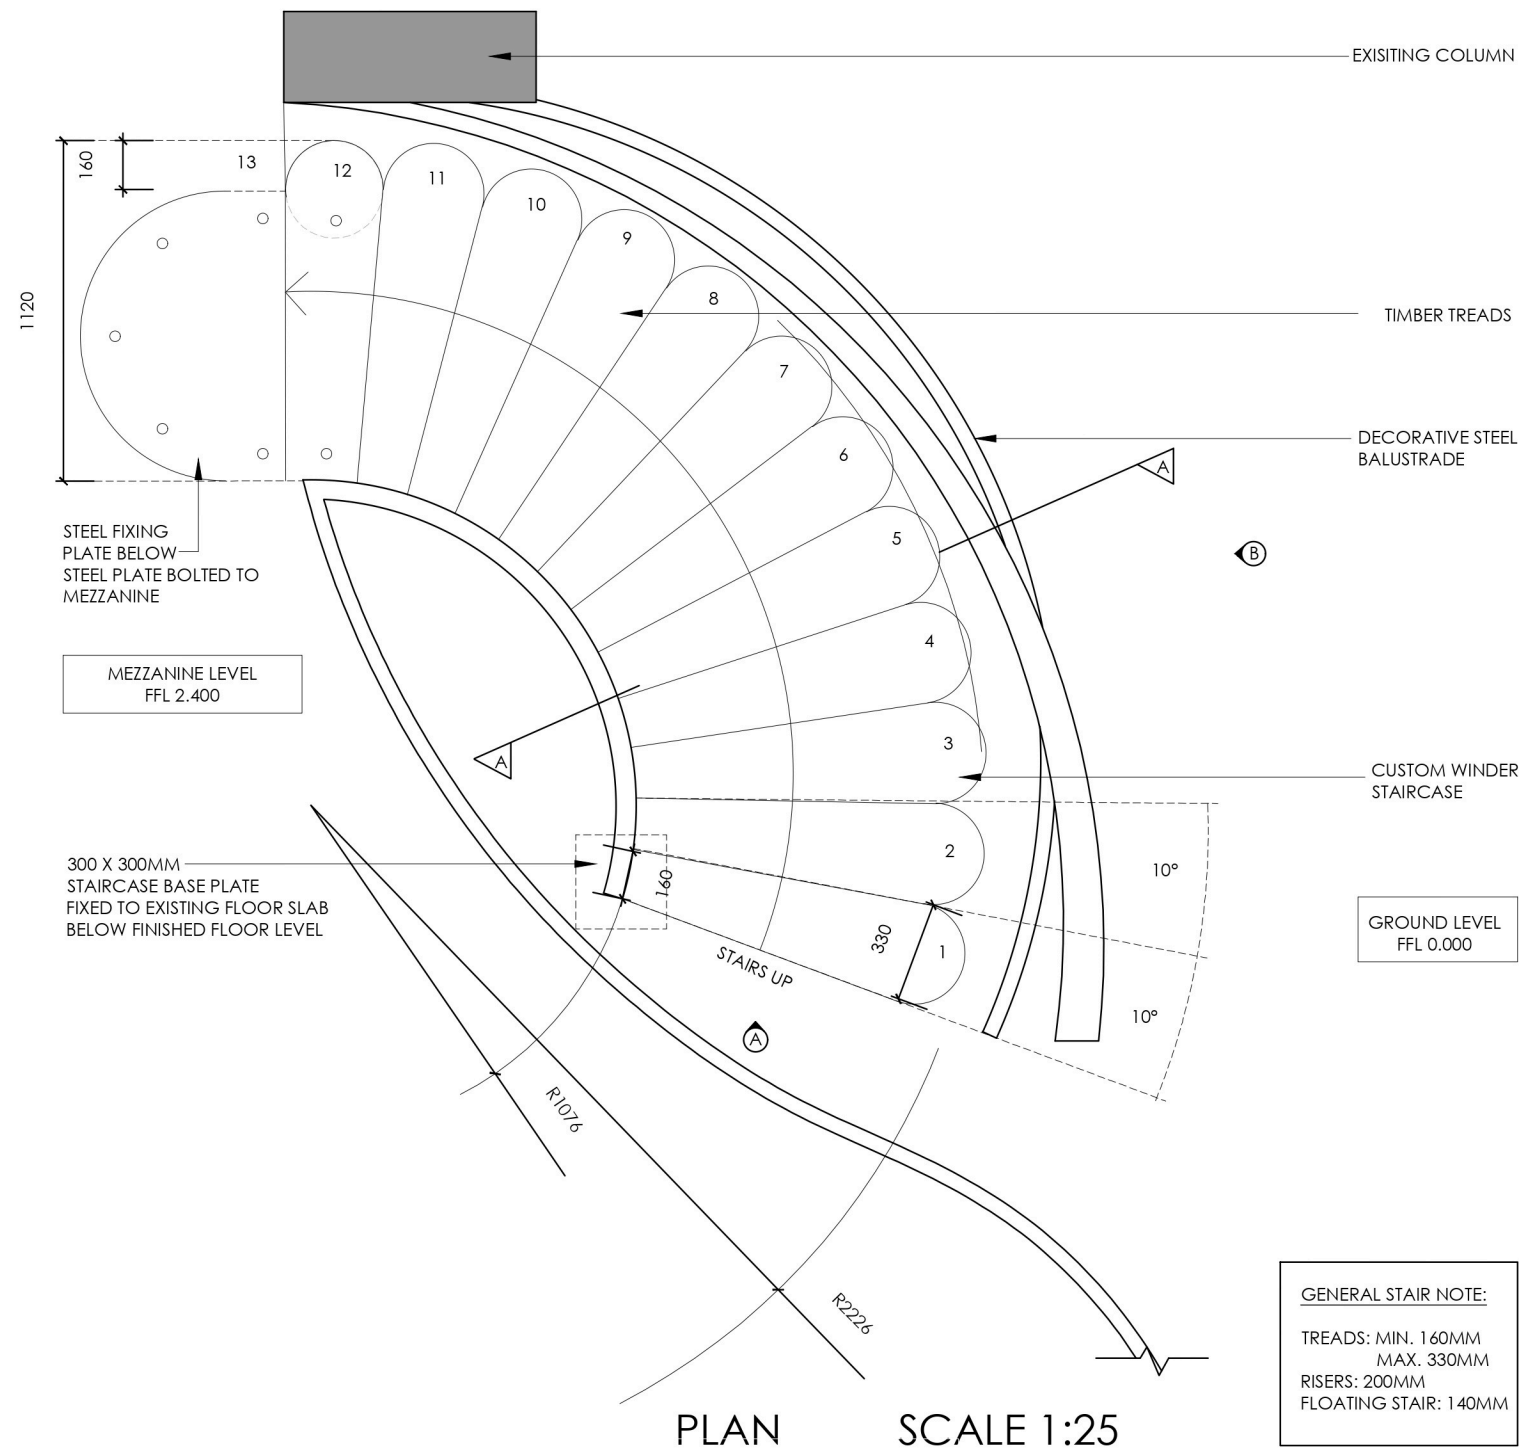 EXISITING COLUMN
160
13
12
11
10
9
8
7
6
5
4
3
2
1
1120
TIMBER TREADS
DECORATIVE STEEL
BALUSTRADE
A
B
STEEL FIXING
PLATE BELOW
STEEL PLATE BOLTED TO
MEZZANINE
MEZZANINE LEVEL
FFL 2.400
A
CUSTOM WINDER
STAIRCASE
300 X 300MM
STAIRCASE BASE PLATE
FIXED TO EXISTING FLOOR SLAB
BELOW FINISHED FLOOR LEVEL
160
330
10°
10°
GROUND LEVEL
FFL 0.000
STAIRS UP
A
R1076
R2226
GENERAL STAIR NOTE:
TREADS: MIN. 160MM
MAX. 330MM
RISERS: 200MM
FLOATING STAIR: 140MM
PLAN SCALE 1:25